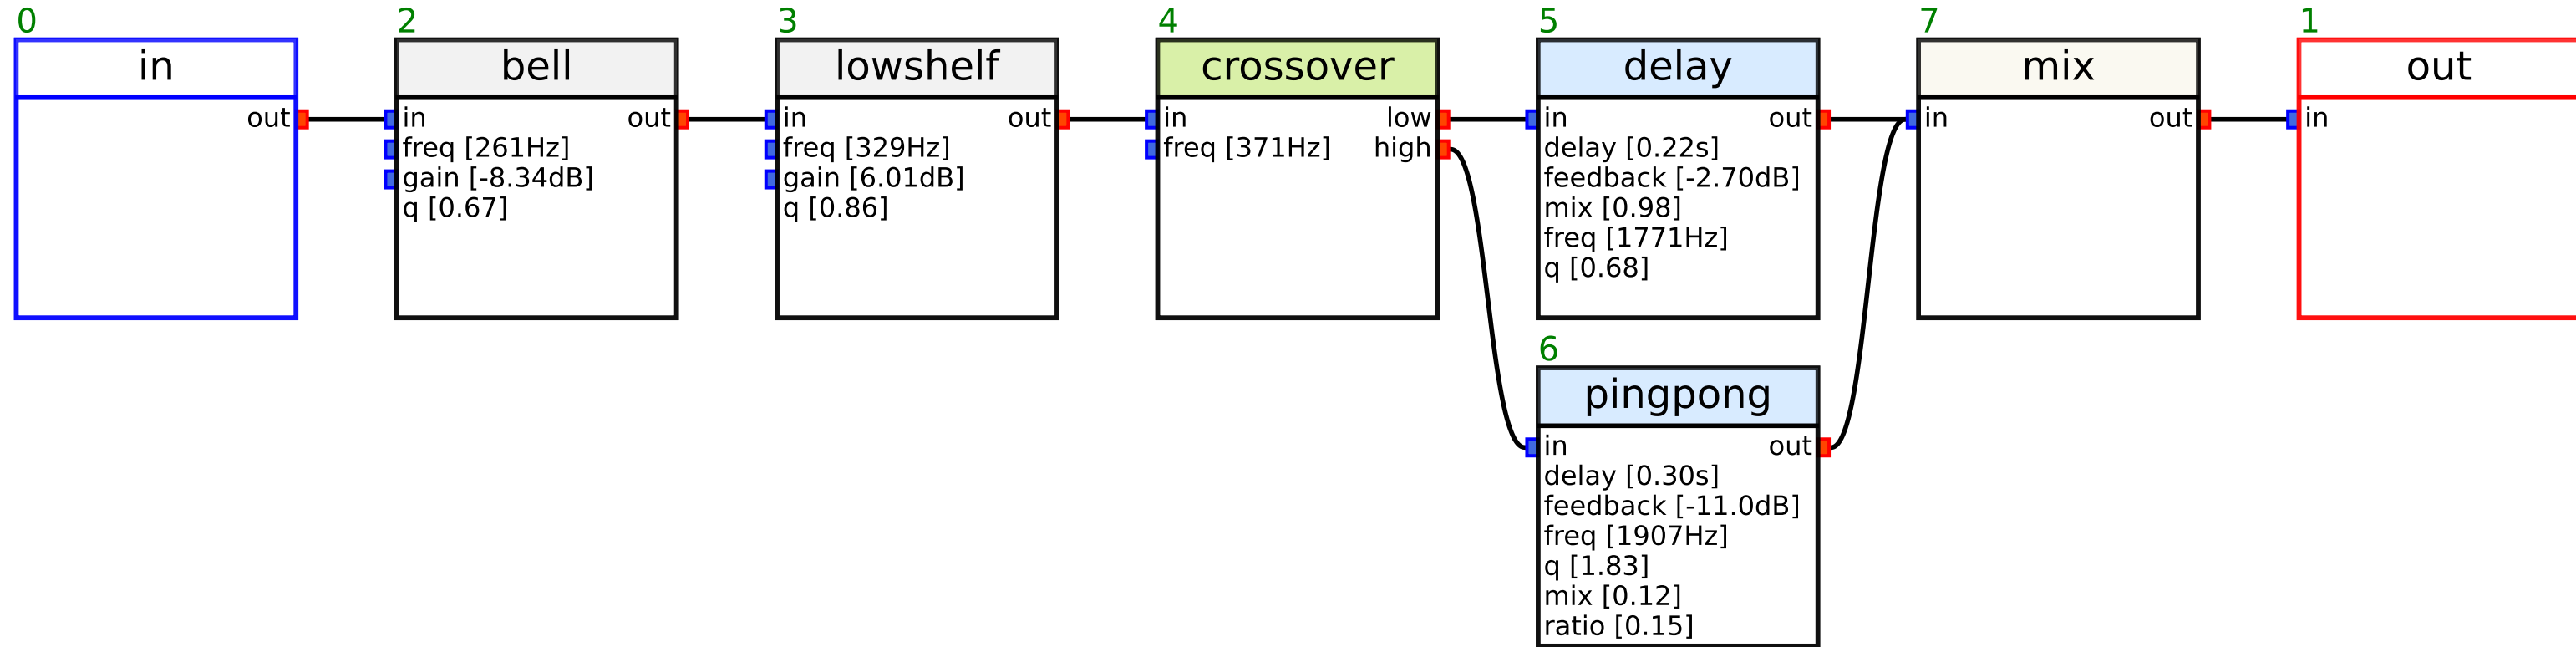 0
in
out
2
bell
in out
freq [261Hz]
gain [-8.34dB]
q [0.67]
3
lowshelf
in out
freq [329Hz]
gain [6.01dB]
q [0.86]
4
crossover
in low
freq [371Hz] high
5
delay
in out
delay [0.22s]
feedback [-2.70dB]
mix [0.98]
freq [1771Hz]
q [0.68]
6
pingpong
in out
delay [0.30s]
feedback [-11.0dB]
freq [1907Hz]
q [1.83]
mix [0.12]
ratio [0.15]
7
mix
in out
1
out
in